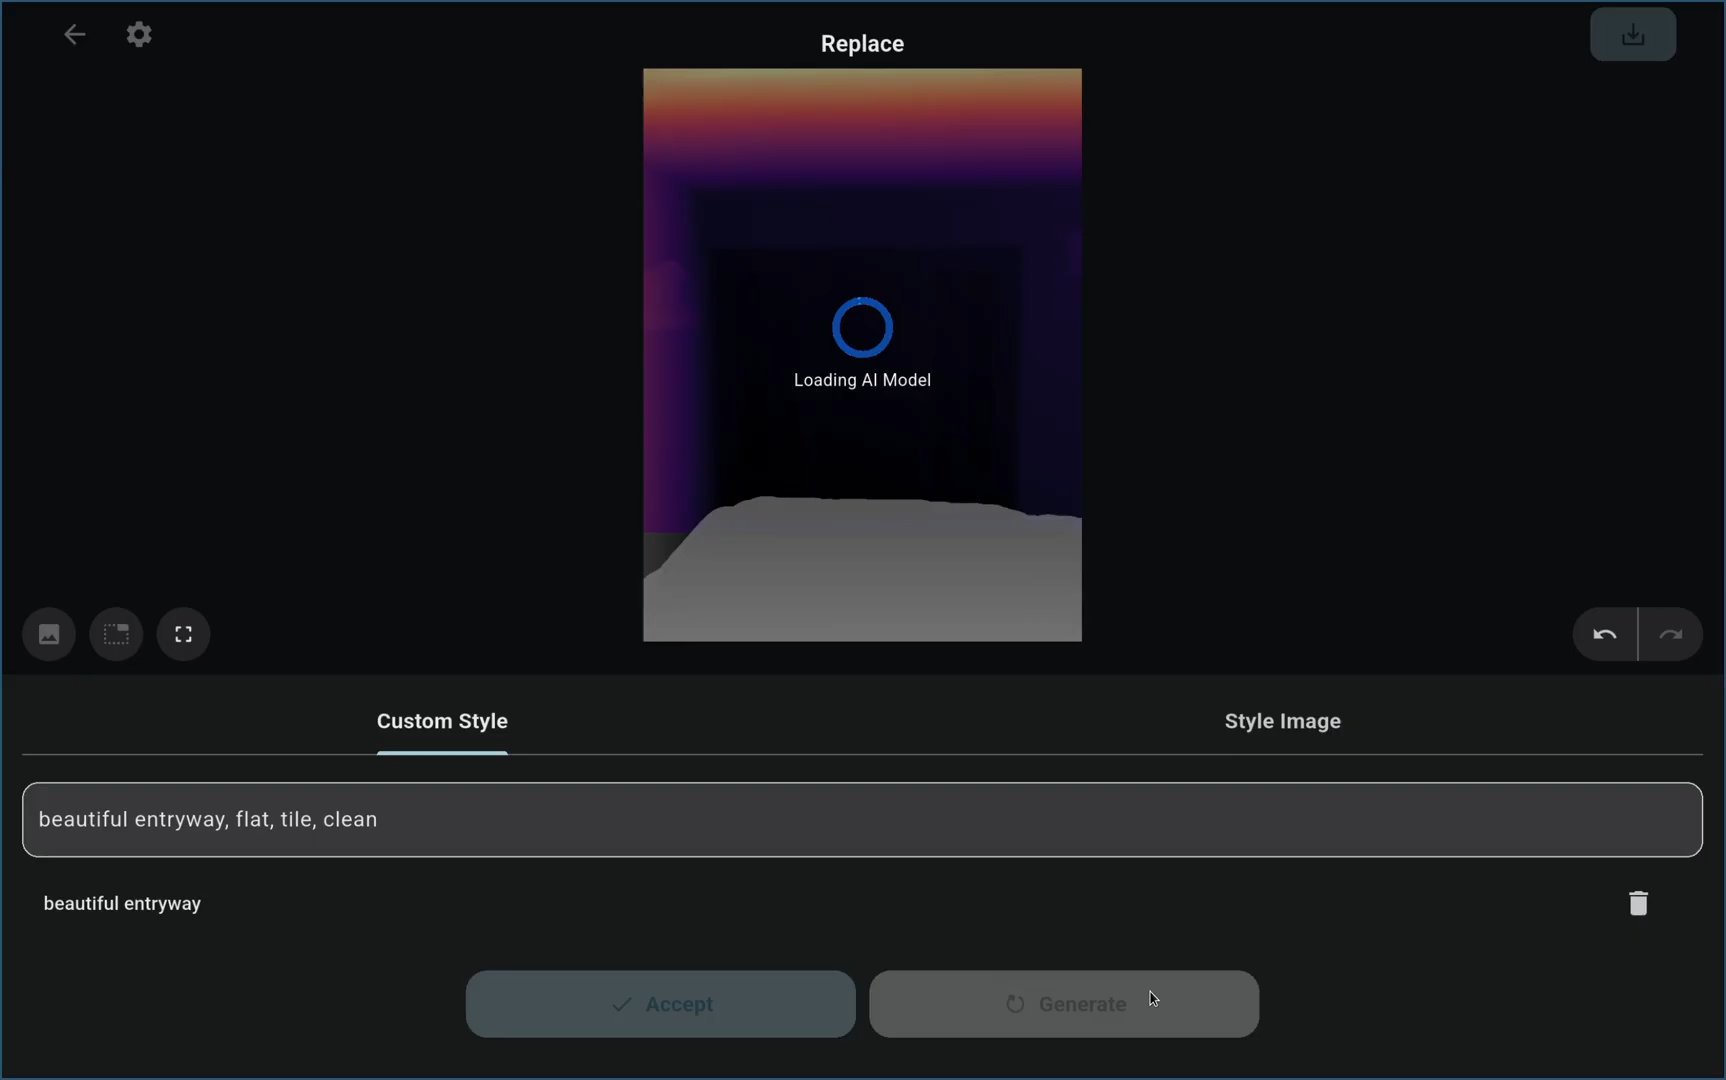 Replace
Loading AI Model
Custom Style
Style Image
beautiful entryway, flat, tile, clean
beautiful entryway
Accept
Generate